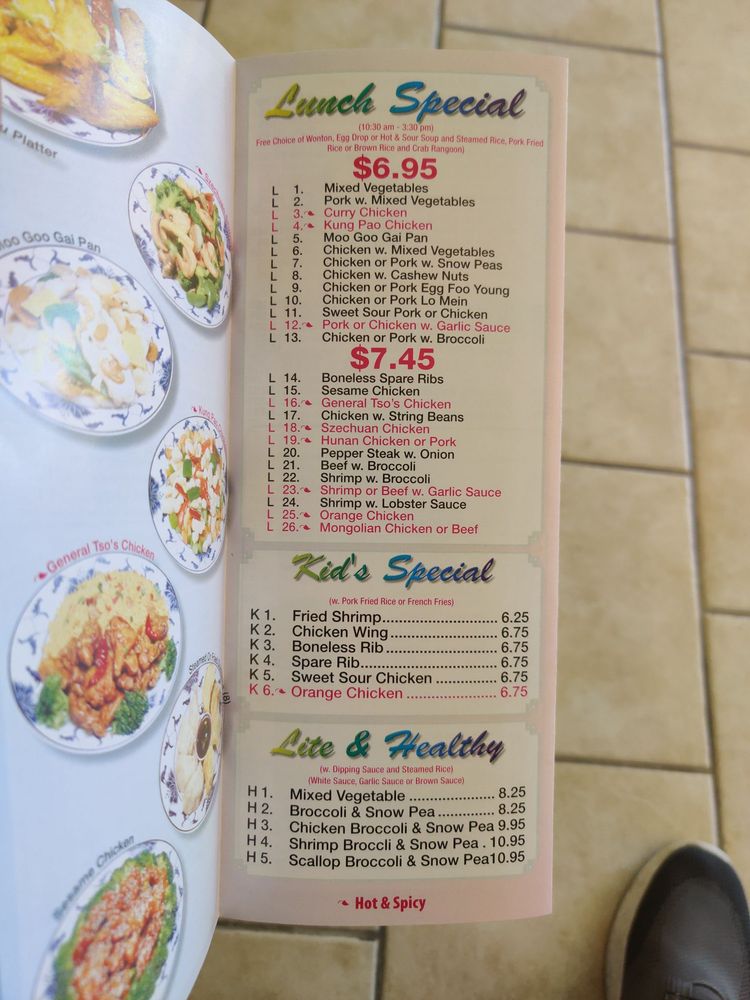 u Platter
Moo Goo Gai Pan
General Tso's Chicken
Sesame Chicken
Lunch Special
(10:30 am - 3:30 pm)
Free Choice of Wonton, Egg Drop or Hot & Sour Soup and Steamed Rice, Pork Fried
Rice or Brown Rice and Crab Rangoon)
$6.95
L 1. Mixed Vegetables
L 2. Pork w. Mixed Vegetables
L 3. Curry Chicken
L 4. Kung Pao Chicken
L 5. Moo Goo Gai Pan
L 6. Chicken w. Mixed Vegetables
L 7. Chicken or Pork w. Snow Peas
L 8. Chicken w. Cashew Nuts
L 9. Chicken or Pork Egg Foo Young
L 10. Chicken or Pork Lo Mein
L 11. Sweet Sour Pork or Chicken
L 12. Pork or Chicken w. Garlic Sauce
L 13. Chicken or Pork w. Broccoli
$7.45
L 14. Boneless Spare Ribs
L 15. Sesame Chicken
L 16. General Tso's Chicken
L 17. Chicken w. String Beans
L 18. Szechuan Chicken
L 19. Hunan Chicken or Pork
L 20. Pepper Steak w. Onion
L 21. Beef w. Broccoli
L 22. Shrimp w. Broccoli
L 23. Shrimp or Beef w. Garlic Sauce
L 24. Shrimp w. Lobster Sauce
L 25. Orange Chicken
L 26. Mongolian Chicken or Beef
Kid's Special
(w. Pork Fried Rice or French Fries)
K 1. Fried Shrimp............................ 6.25
K 2. Chicken Wing.......................... 6.75
K 3. Boneless Rib........................... 6.75
K 4. Spare Rib................................. 6.75
K 5. Sweet Sour Chicken ............... 6.75
K 6. Orange Chicken ...................... 6.75
Lite & Healthy
(w. Dipping Sauce and Steamed Rice)
(White Sauce, Garlic Sauce or Brown Sauce)
H 1. Mixed Vegetable .................... 8.25
H 2. Broccoli & Snow Pea ............. 8.25
H 3. Chicken Broccoli & Snow Pea 9.95
H 4. Shrimp Broccli & Snow Pea . 10.95
H 5. Scallop Broccoli & Snow Pea10.95
Hot & Spicy